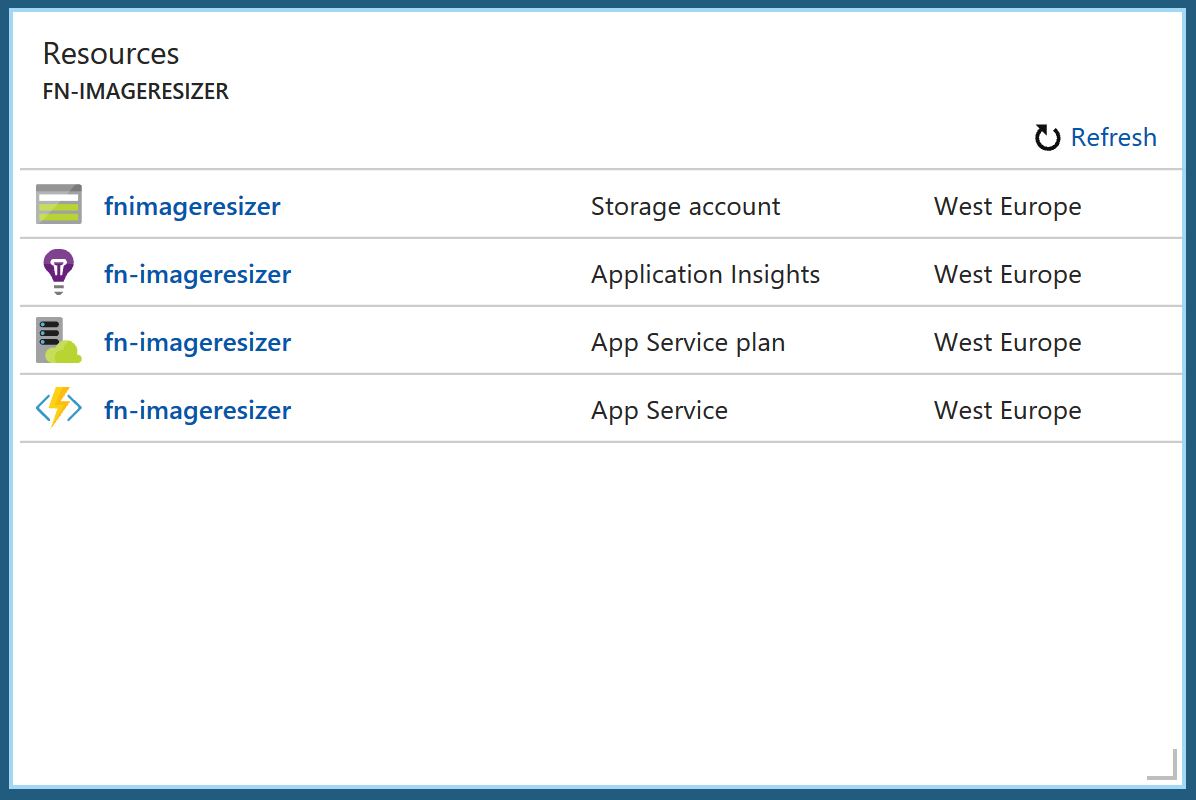 Resources
FN-IMAGERESIZER
Refresh
fnimageresizer Storage account West Europe
fn-imageresizer Application Insights West Europe
fn-imageresizer App Service plan West Europe
fn-imageresizer App Service West Europe